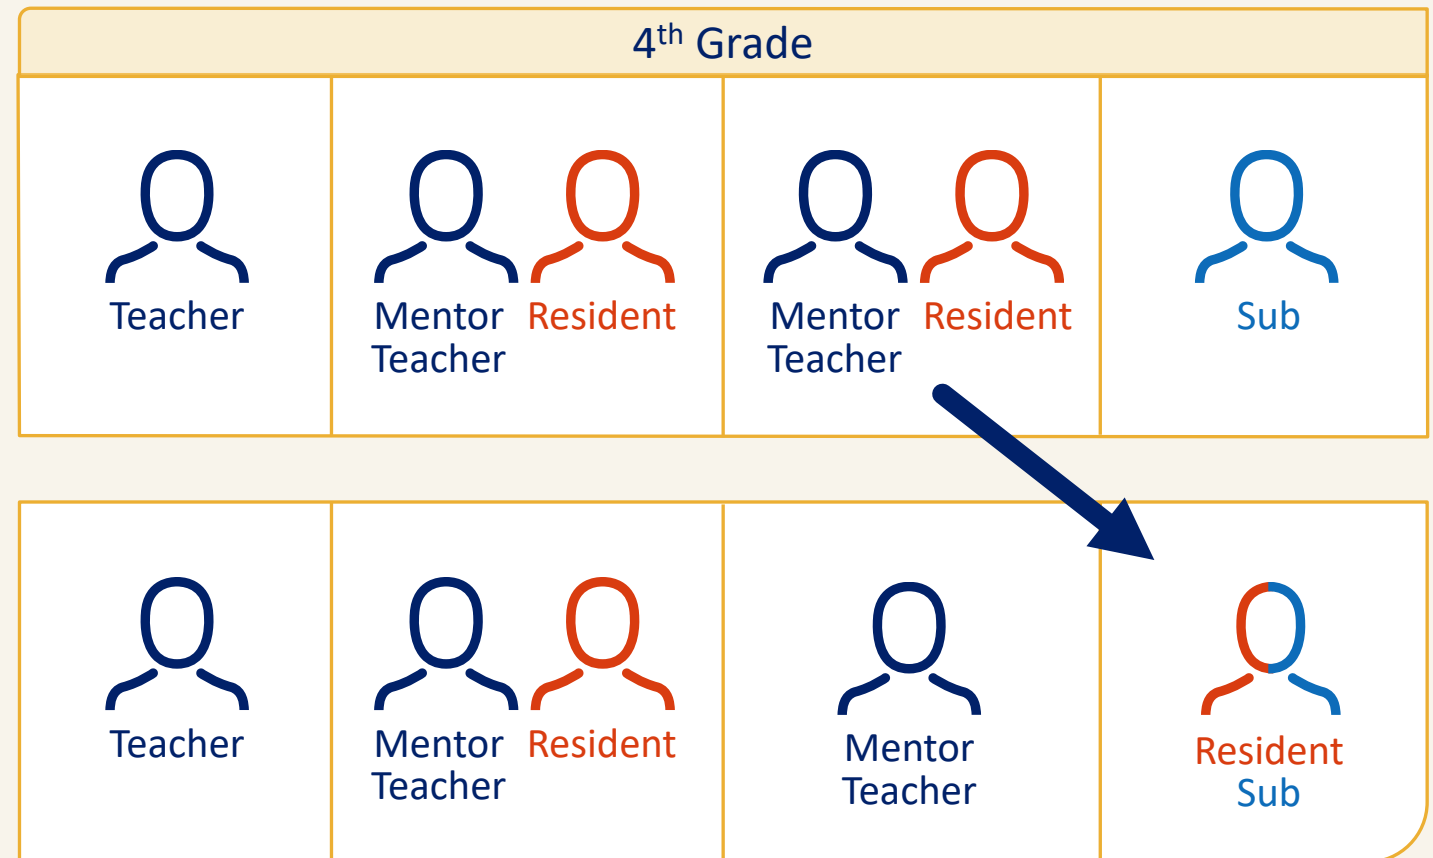 4th Grade
Teacher
Mentor Teacher
Resident
Mentor Teacher
Resident
Sub
Teacher
Mentor Teacher
Resident
Mentor Teacher
Resident Sub